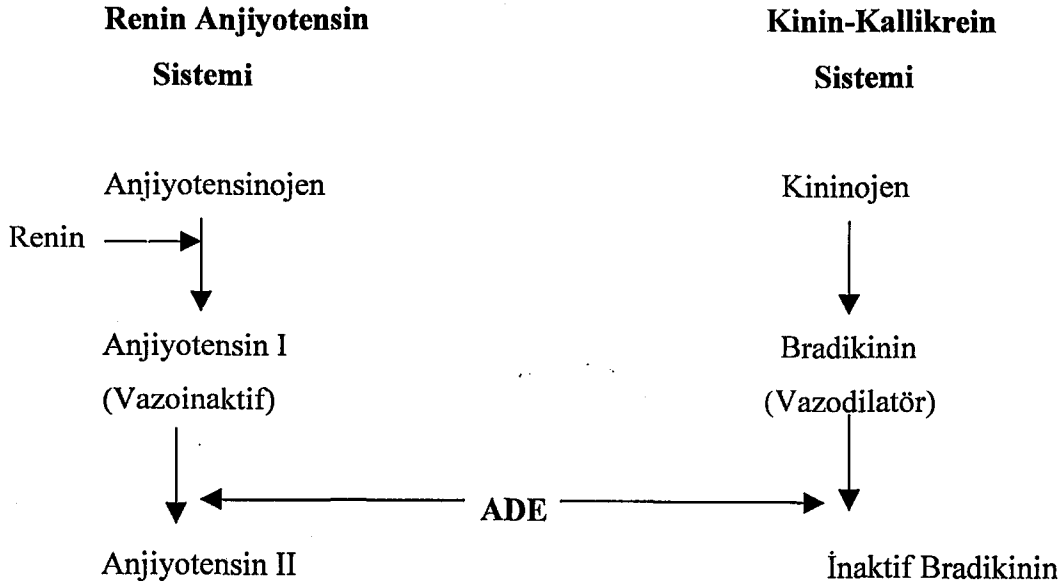 Renin Anjiyotensin
Sistemi
Kinin-Kallikrein
Sistemi
Anjiyotensinojen
Kininojen
Renin
Anjiyotensin I
(Vazoinaktif)
Bradikinin
(Vazodilatör)
ADE
Anjiyotensin II
İnaktif Bradikinin